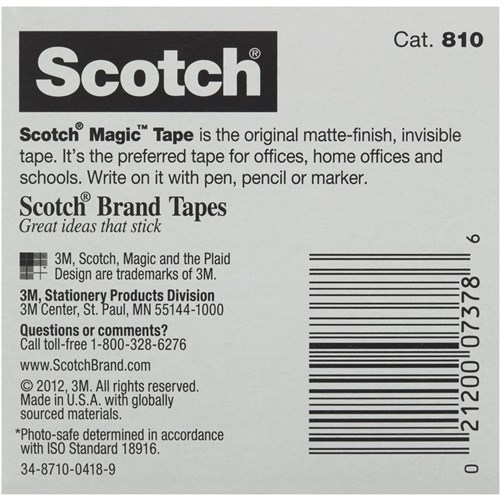 Scotch®
Cat. 810
Scotch® Magic™ Tape is the original matte-finish, invisible
tape. It's the preferred tape for offices, home offices and
schools. Write on it with pen, pencil or marker.
Scotch® Brand Tapes
Great ideas that stick
3M, Scotch, Magic and the Plaid
Design are trademarks of 3M.
3M, Stationery Products Division
3M Center, St. Paul, MN 55144-1000
Questions or comments?
Call toll-free 1-800-328-6276
www.ScotchBrand.com
© 2012, 3M. All rights reserved.
Made in U.S.A. with globally
sourced materials.
*Photo-safe determined in accordance
with ISO Standard 18916.
34-8710-0418-9
0 21200 07378 6